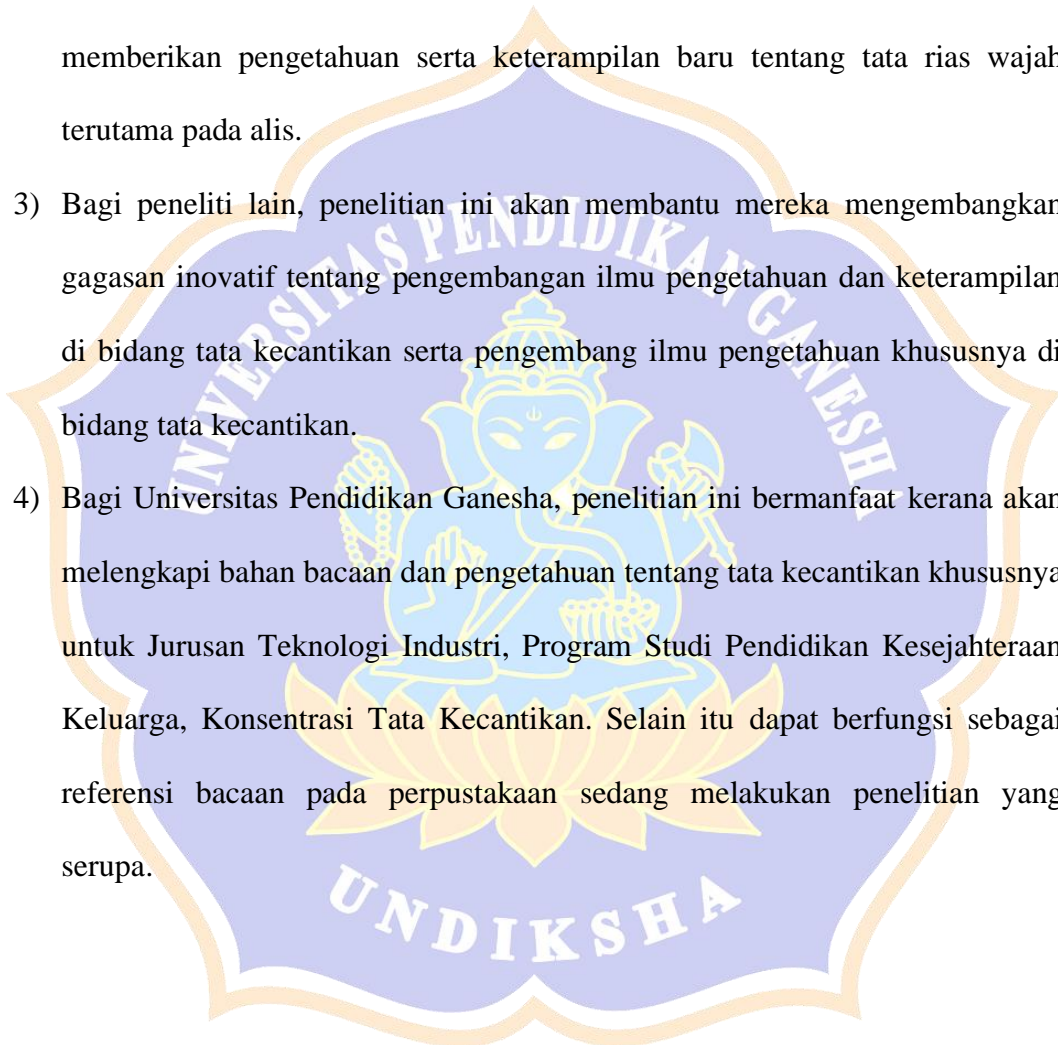 memberikan pengetahuan serta keterampilan baru tentang tata rias wajah
terutama pada alis.
3) Bagi peneliti lain, penelitian ini akan membantu mereka mengembangkan
gagasan inovatif tentang pengembangan ilmu pengetahuan dan keterampilan
di bidang tata kecantikan serta pengembang ilmu pengetahuan khususnya di
bidang tata kecantikan.
4) Bagi Universitas Pendidikan Ganesha, penelitian ini bermanfaat kerana akan
melengkapi bahan bacaan dan pengetahuan tentang tata kecantikan khususnya
untuk Jurusan Teknologi Industri, Program Studi Pendidikan Kesejahteraan
Keluarga, Konsentrasi Tata Kecantikan. Selain itu dapat berfungsi sebagai
referensi bacaan pada perpustakaan sedang melakukan penelitian yang
serupa.
UNIVERSITAS PENDIDIKAN GANESHA
UNDIKSHA